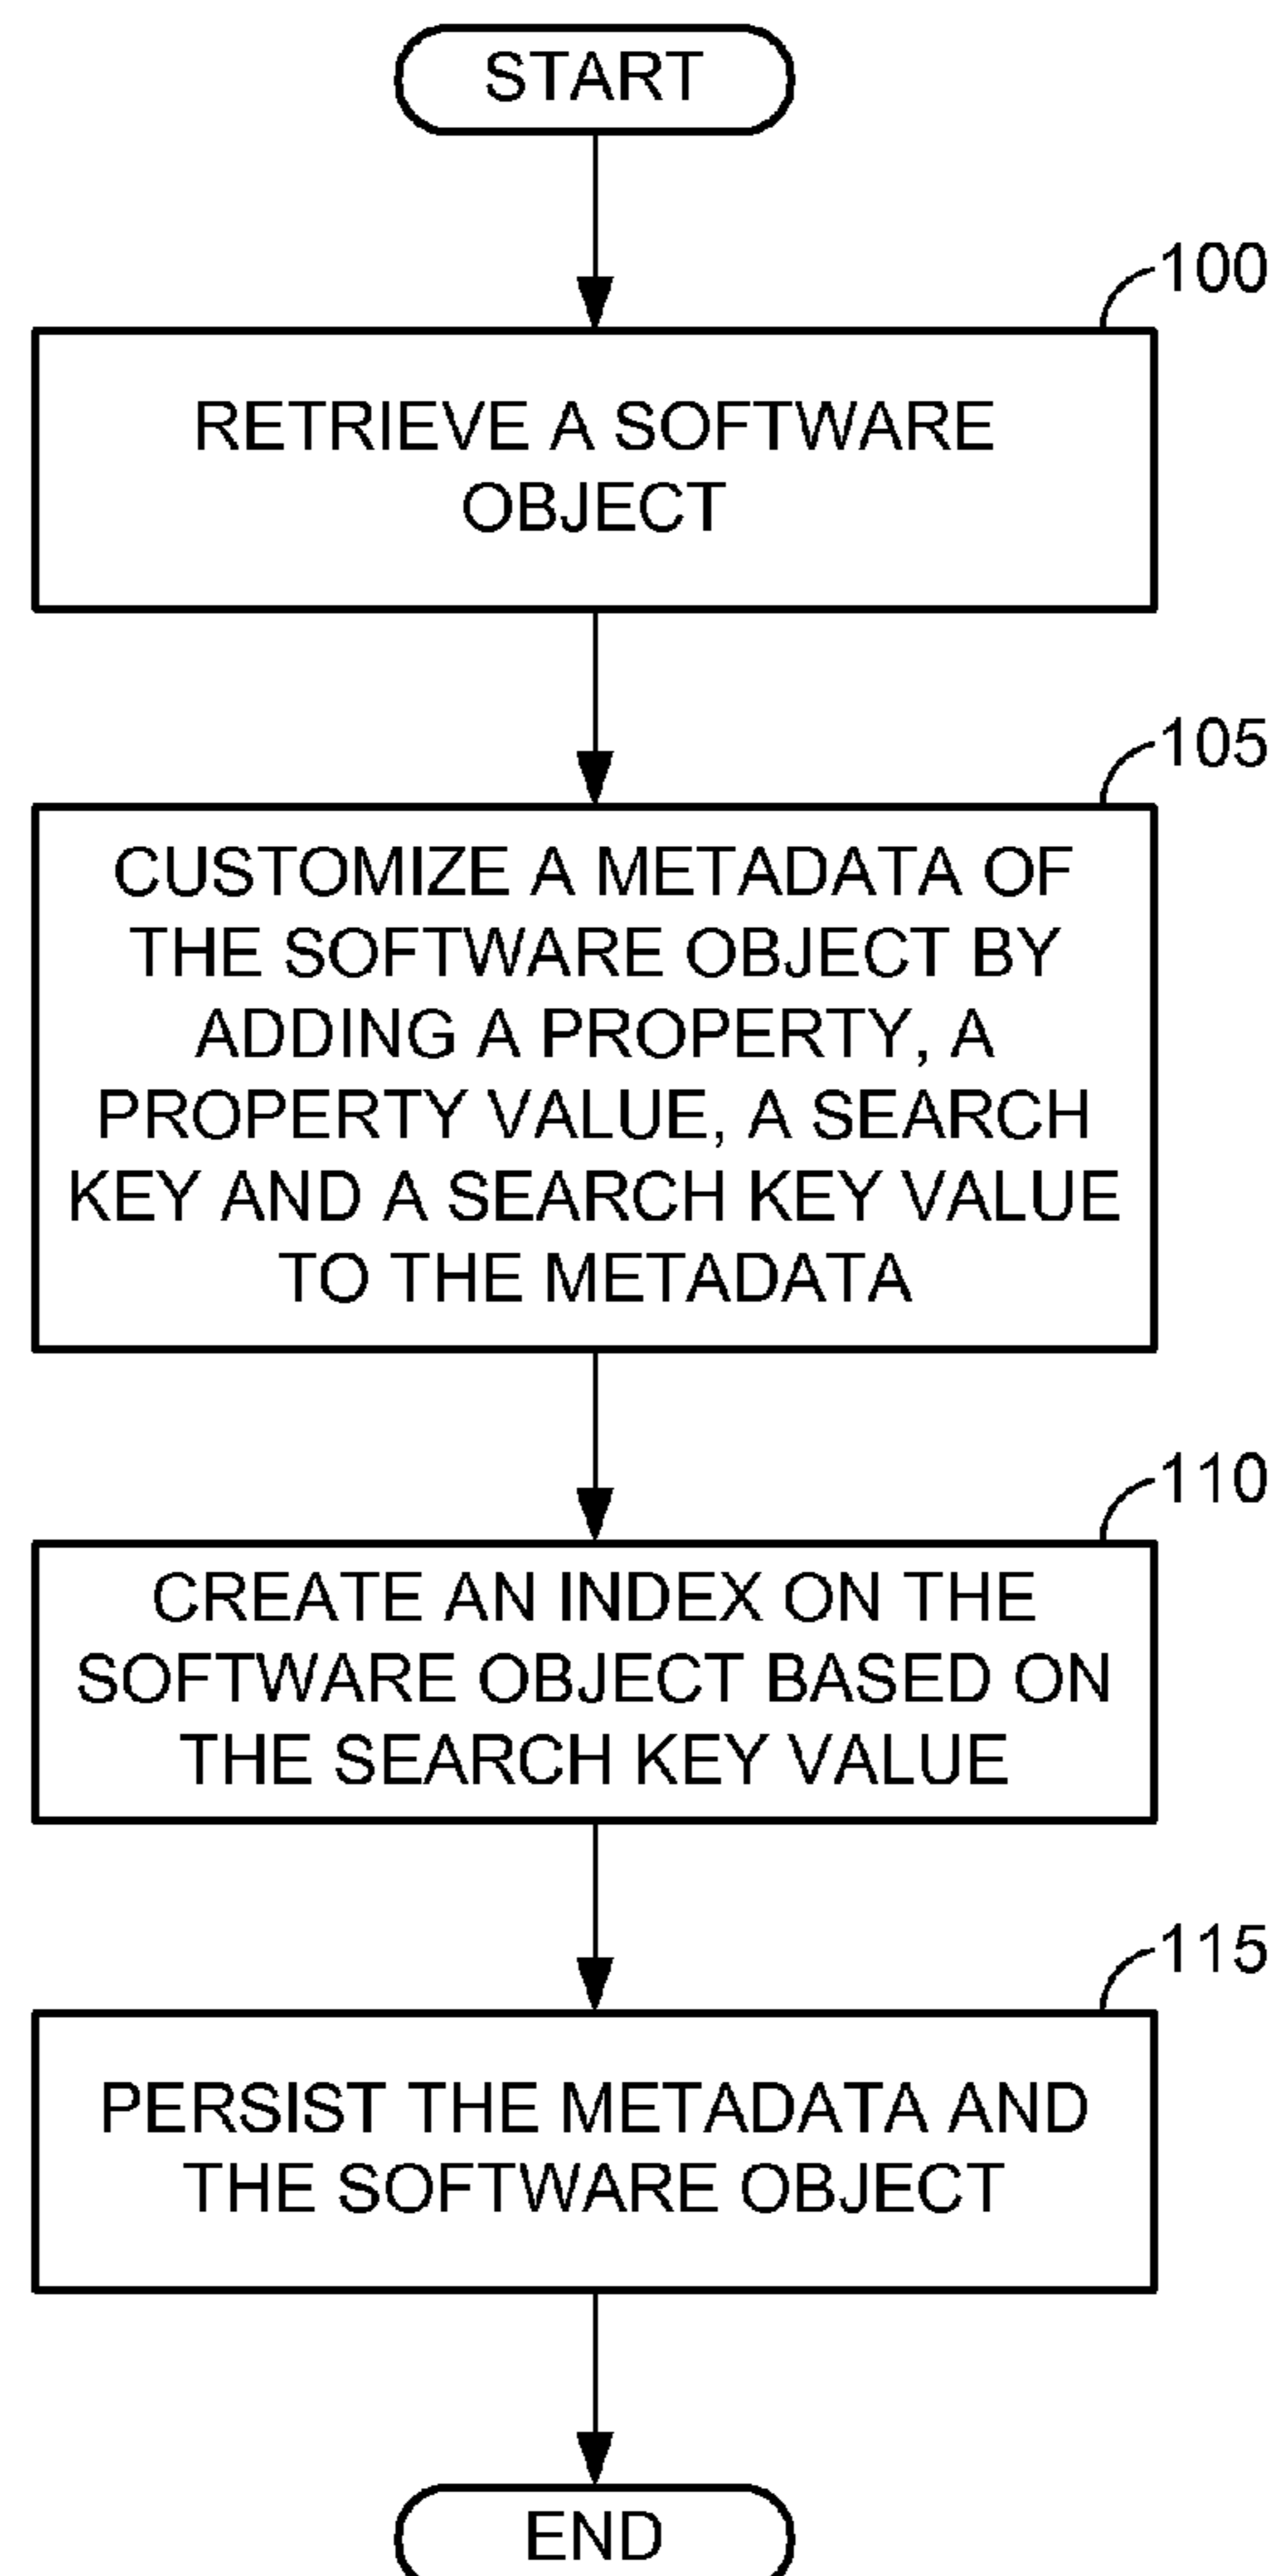 START
100
RETRIEVE A SOFTWARE
OBJECT
105
CUSTOMIZE A METADATA OF
THE SOFTWARE OBJECT BY
ADDING A PROPERTY, A
PROPERTY VALUE, A SEARCH
KEY AND A SEARCH KEY VALUE
TO THE METADATA
110
CREATE AN INDEX ON THE
SOFTWARE OBJECT BASED ON
THE SEARCH KEY VALUE
115
PERSIST THE METADATA AND
THE SOFTWARE OBJECT
END